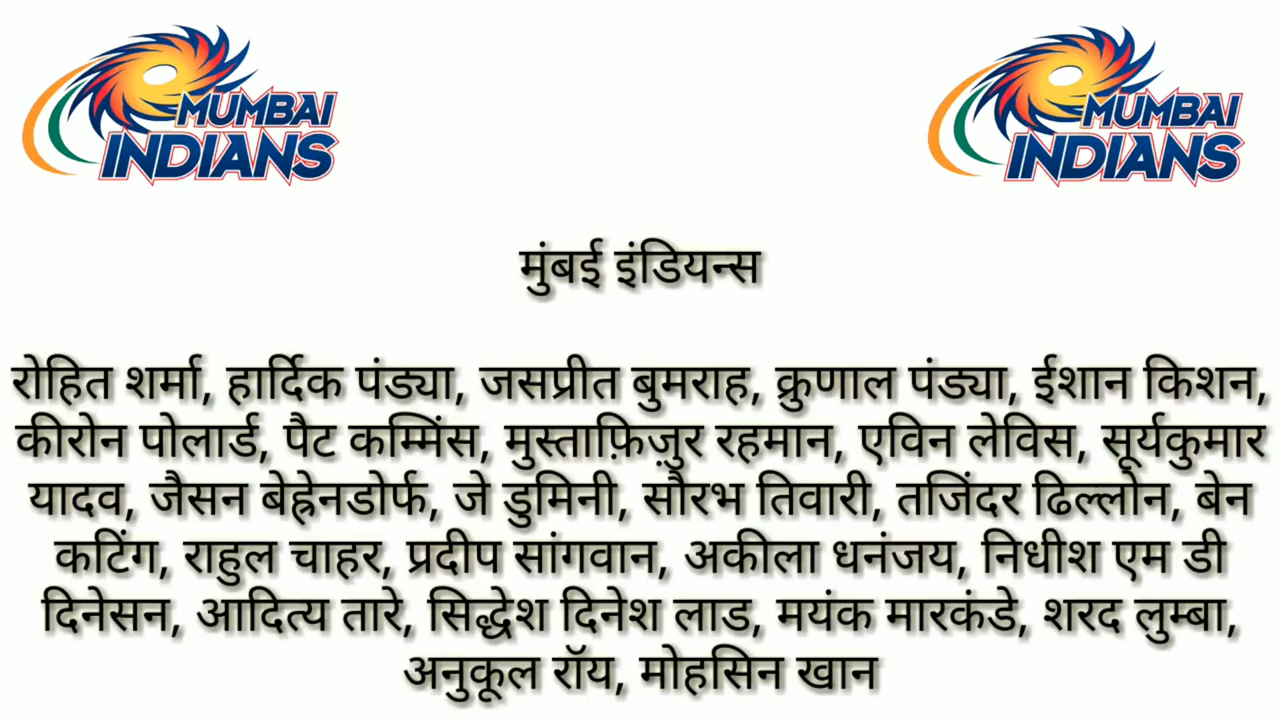 MUMBAI
INDIANS
MUMBAI
INDIANS
मुंबई इंडियन्स
रोहित शर्मा, हार्दिक पंड्या, जसप्रीत बुमराह, क्रुणाल पंड्या, ईशान किशन,
कीरोन पोलार्ड, पैट कम्मिंस, मुस्ताफ़िज़ुर रहमान, एविन लेविस, सूर्यकुमार
यादव, जैसन बेह्रेनडोर्फ, जे डुमिनी, सौरभ तिवारी, तजिंदर ढिल्लोन, बेन
कटिंग, राहुल चाहर, प्रदीप सांगवान, अकीला धनंजय, निधीश एम डी
दिनेसन, आदित्य तारे, सिद्धेश दिनेश लाड, मयंक मारकंडे, शरद लुम्बा,
अनुकूल रॉय, मोहसिन खान